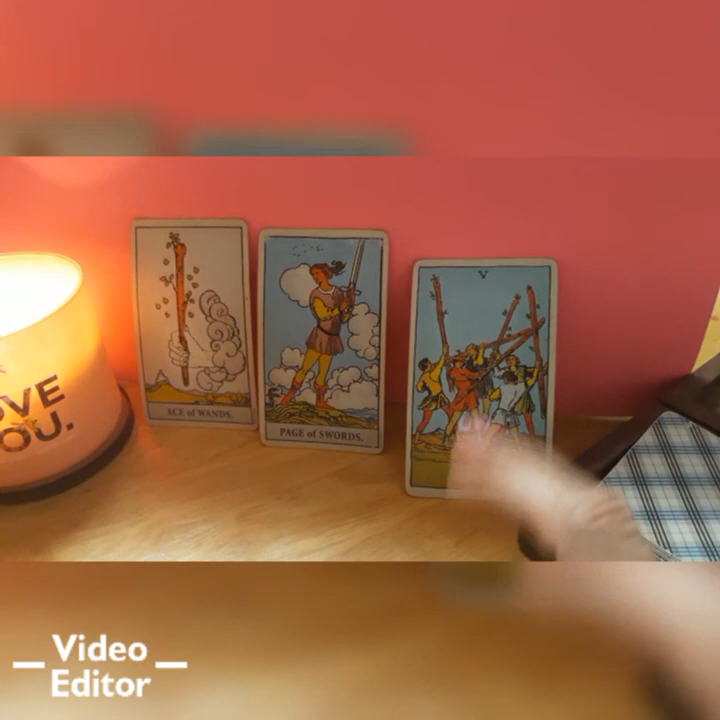 V
ACE of WANDS.
PAGE of SWORDS.
OVE
OU.
Video
Editor